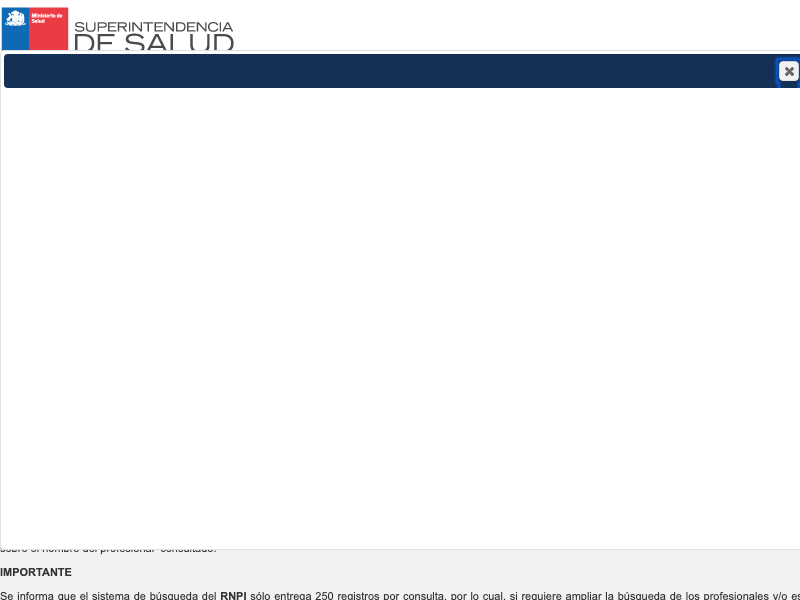 Ministerio de
Salud
SUPERINTENDENCIA
DE SALUD
sobre el nombre del profesional consultado.
IMPORTANTE
Se informa que el sistema de búsqueda del RNPI sólo entrega 250 registros por consulta, por lo cual, si requiere ampliar la búsqueda de los profesionales y/o es